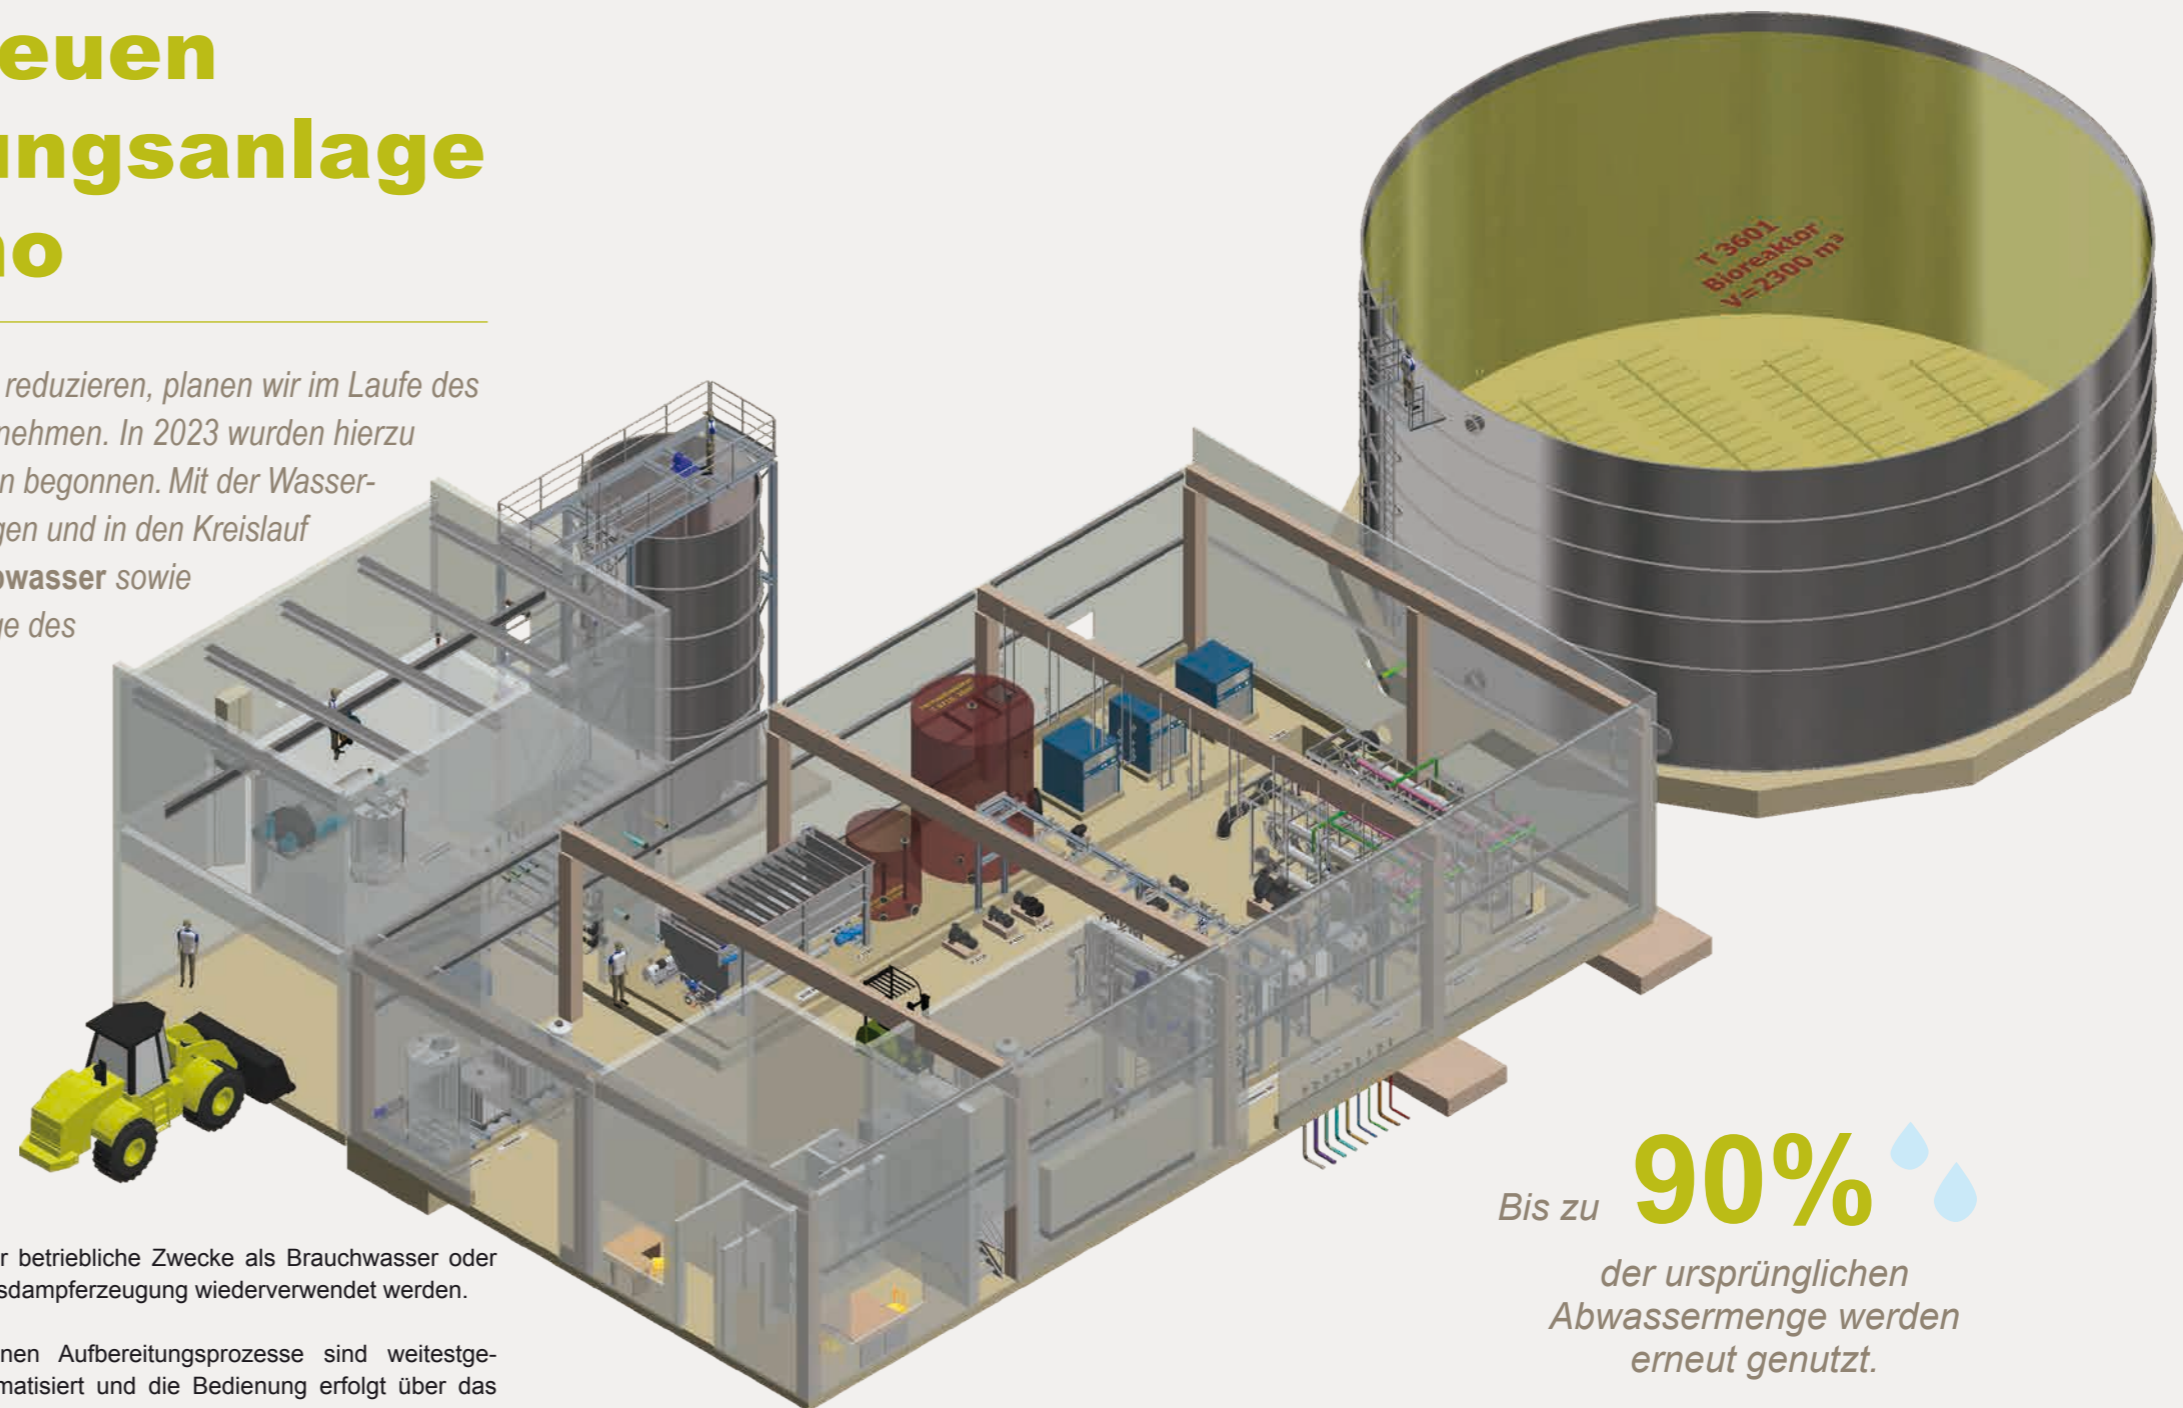 euen
ungsanlage
no
reduzieren, planen wir im Laufe des
nehmen. In 2023 wurden hierzu
n begonnen. Mit der Wasser-
gen und in den Kreislauf
bwasser sowie
ge des
T 3601
Bioreaktor
V=2300 m³
r betriebliche Zwecke als Brauchwasser oder
sdampferzeugung wiederverwendet werden.
nen Aufbereitungsprozesse sind weitestge-
matisiert und die Bedienung erfolgt über das
Bis zu 90%
der ursprünglichen
Abwassermenge werden
erneut genutzt.